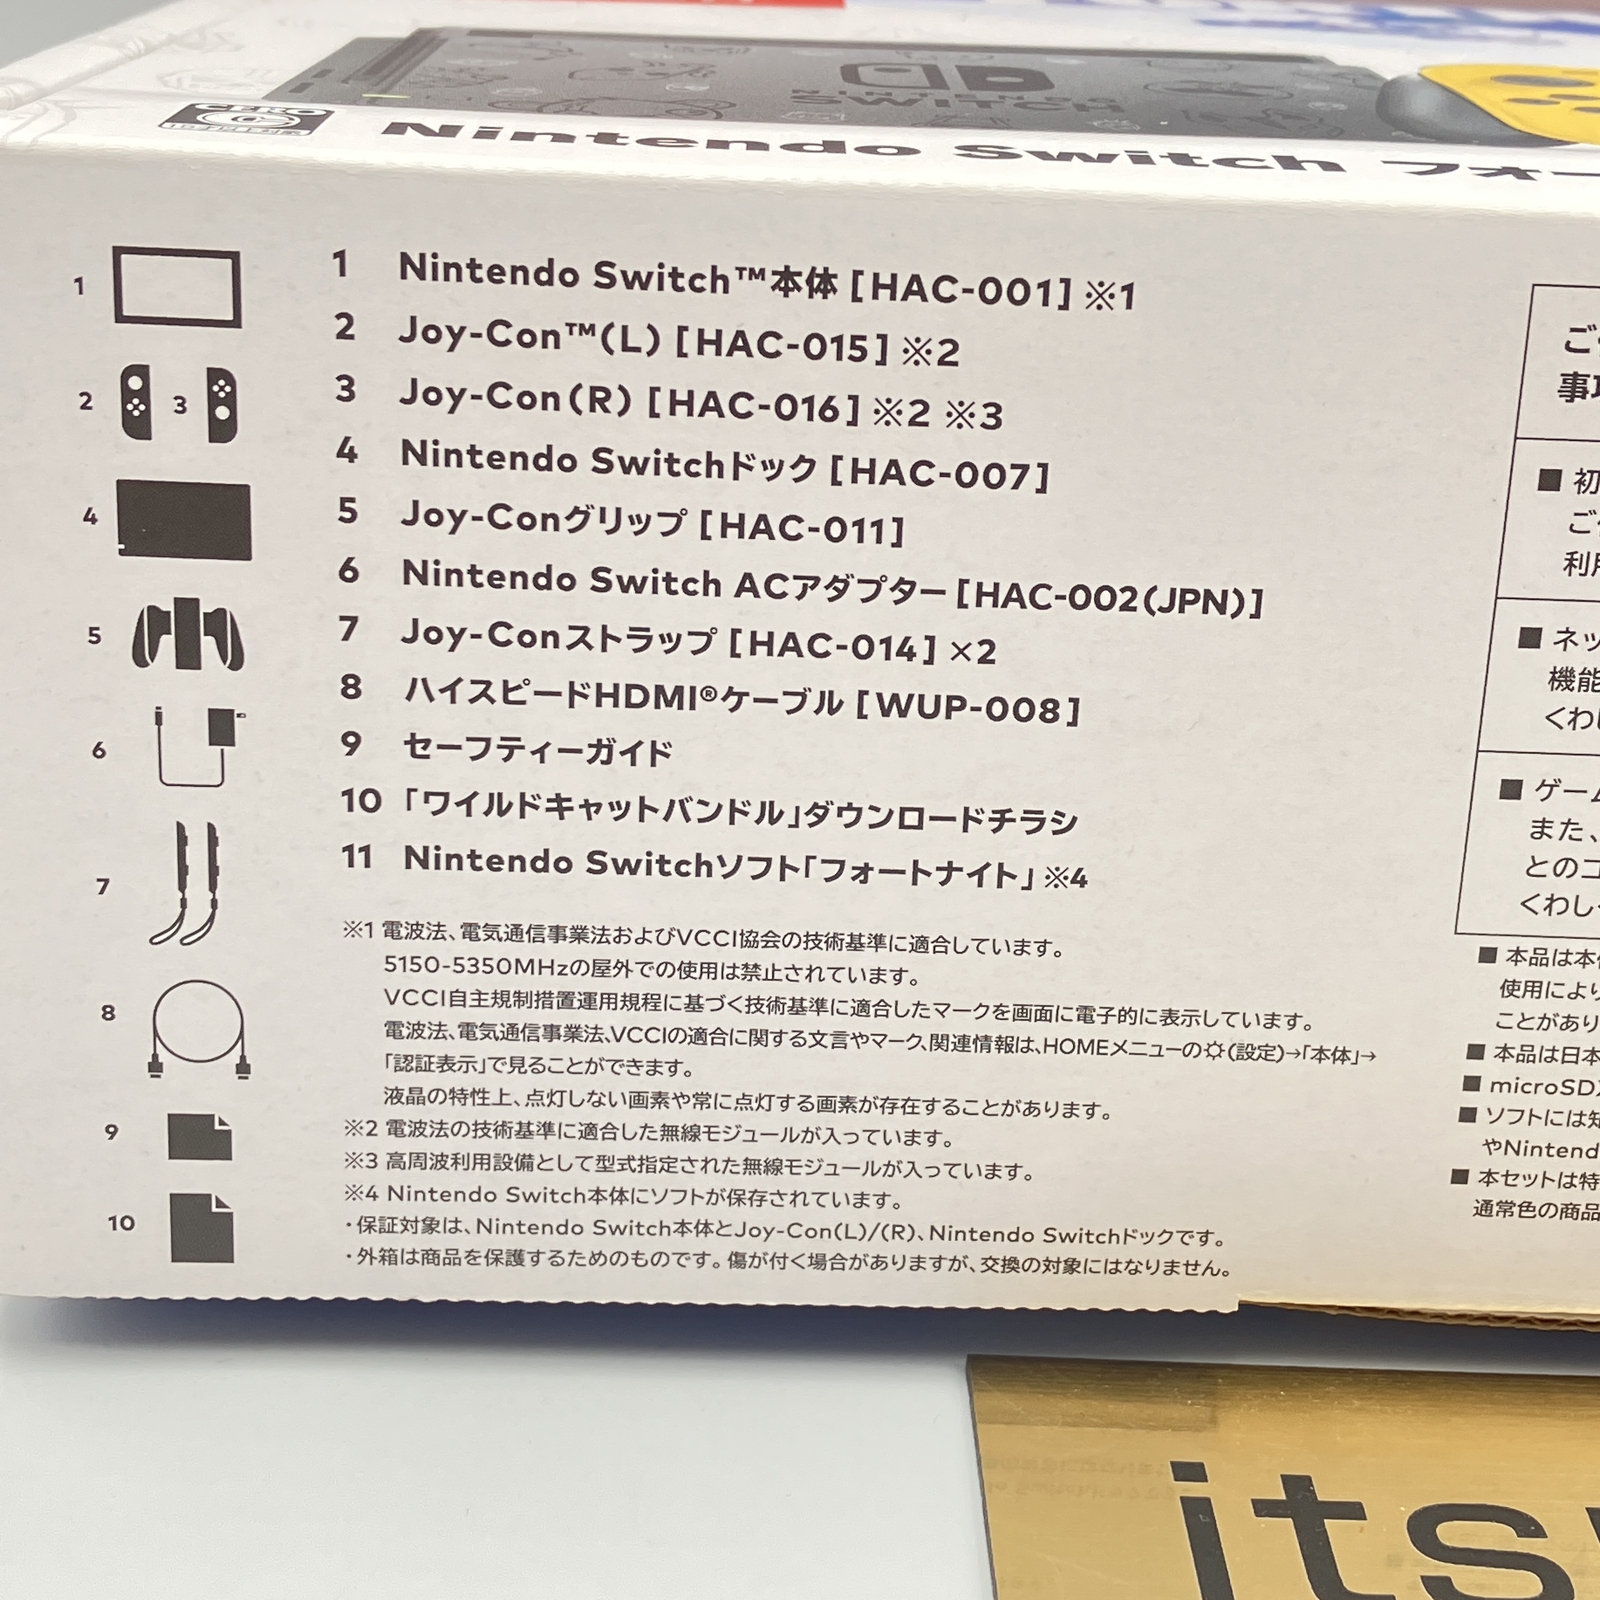 CERO
NINTENDO
SWITCH
Nintendo Switch フォー
1 Nintendo Switch™本体 [HAC-001] ※1
2 Joy-Con™(L) [HAC-015] ※2
3 Joy-Con(R) [HAC-016] ※2 ※3
4 Nintendo Switchドック [HAC-007]
5 Joy-Conグリップ [HAC-011]
6 Nintendo Switch ACアダプター [HAC-002(JPN)]
7 Joy-Conストラップ [HAC-014] ×2
8 ハイスピードHDMI®ケーブル [WUP-008]
9 セーフティーガイド
10 「ワイルドキャットバンドル」ダウンロードチラシ
11 Nintendo Switchソフト「フォートナイト」※4
1
2
3
4
5
6
7
8
9
10
※1 電波法、電気通信事業法およびVCCI協会の技術基準に適合しています。
5150-5350MHzの屋外での使用は禁止されています。
VCCI自主規制措置運用規程に基づく技術基準に適合したマークを画面に電子的に表示しています。
電波法、電気通信事業法、VCCIの適合に関する文言やマーク、関連情報は、HOMEメニューの(設定)→「本体」→
「認証表示」で見ることができます。
液晶の特性上、点灯しない画素や常に点灯する画素が存在することがあります。
※2 電波法の技術基準に適合した無線モジュールが入っています。
※3 高周波利用設備として型式指定された無線モジュールが入っています。
※4 Nintendo Switch本体にソフトが保存されています。
・保証対象は、Nintendo Switch本体とJoy-Con(L)/(R)、Nintendo Switchドックです。
・外箱は商品を保護するためのものです。傷が付く場合がありますが、交換の対象にはなりません。
■ 初
利用
■ ネッ
機能
くわし
■ ゲーム
また、
とのコ
くわし
■ 本品は本体
使用により
ことがあり
■ 本品は日本
■ microSD
■ ソフトには知
やNintend
■ 本セットは特
通常色の商品
its